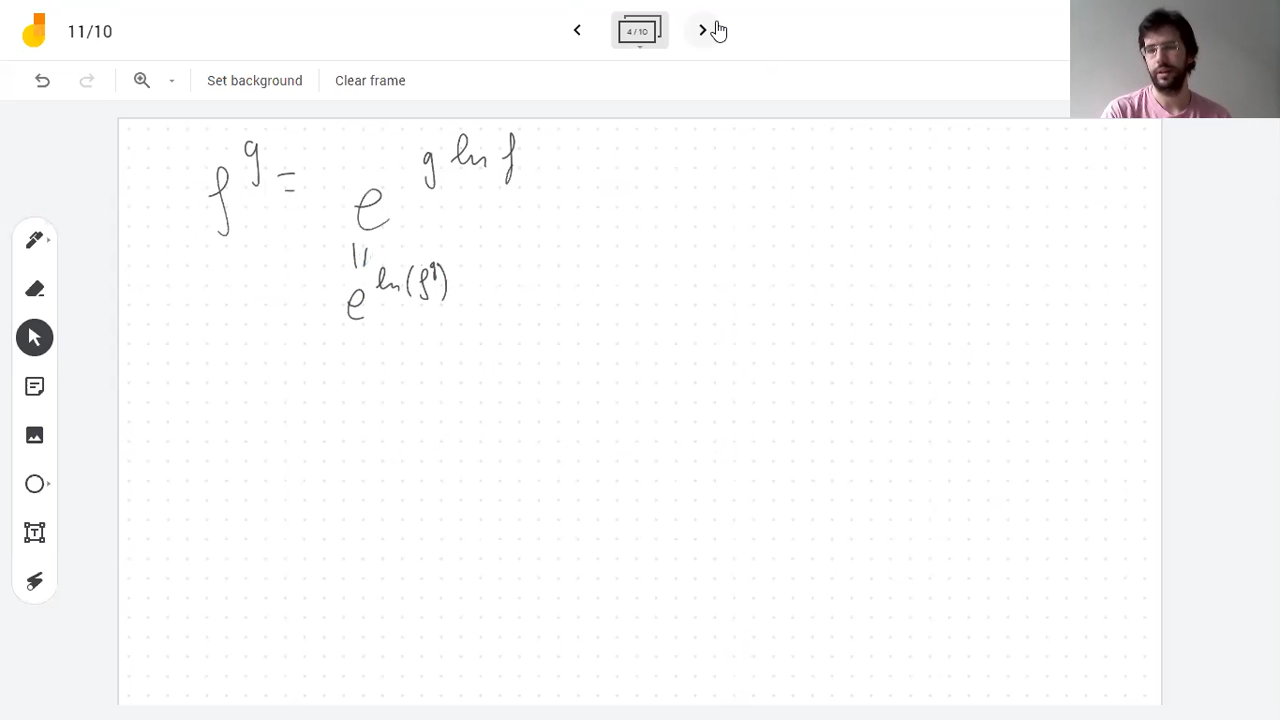 11/10
4 / 10
Set background
Clear frame
f^g = e^{g ln f}
||
e^{ln(f^g)}